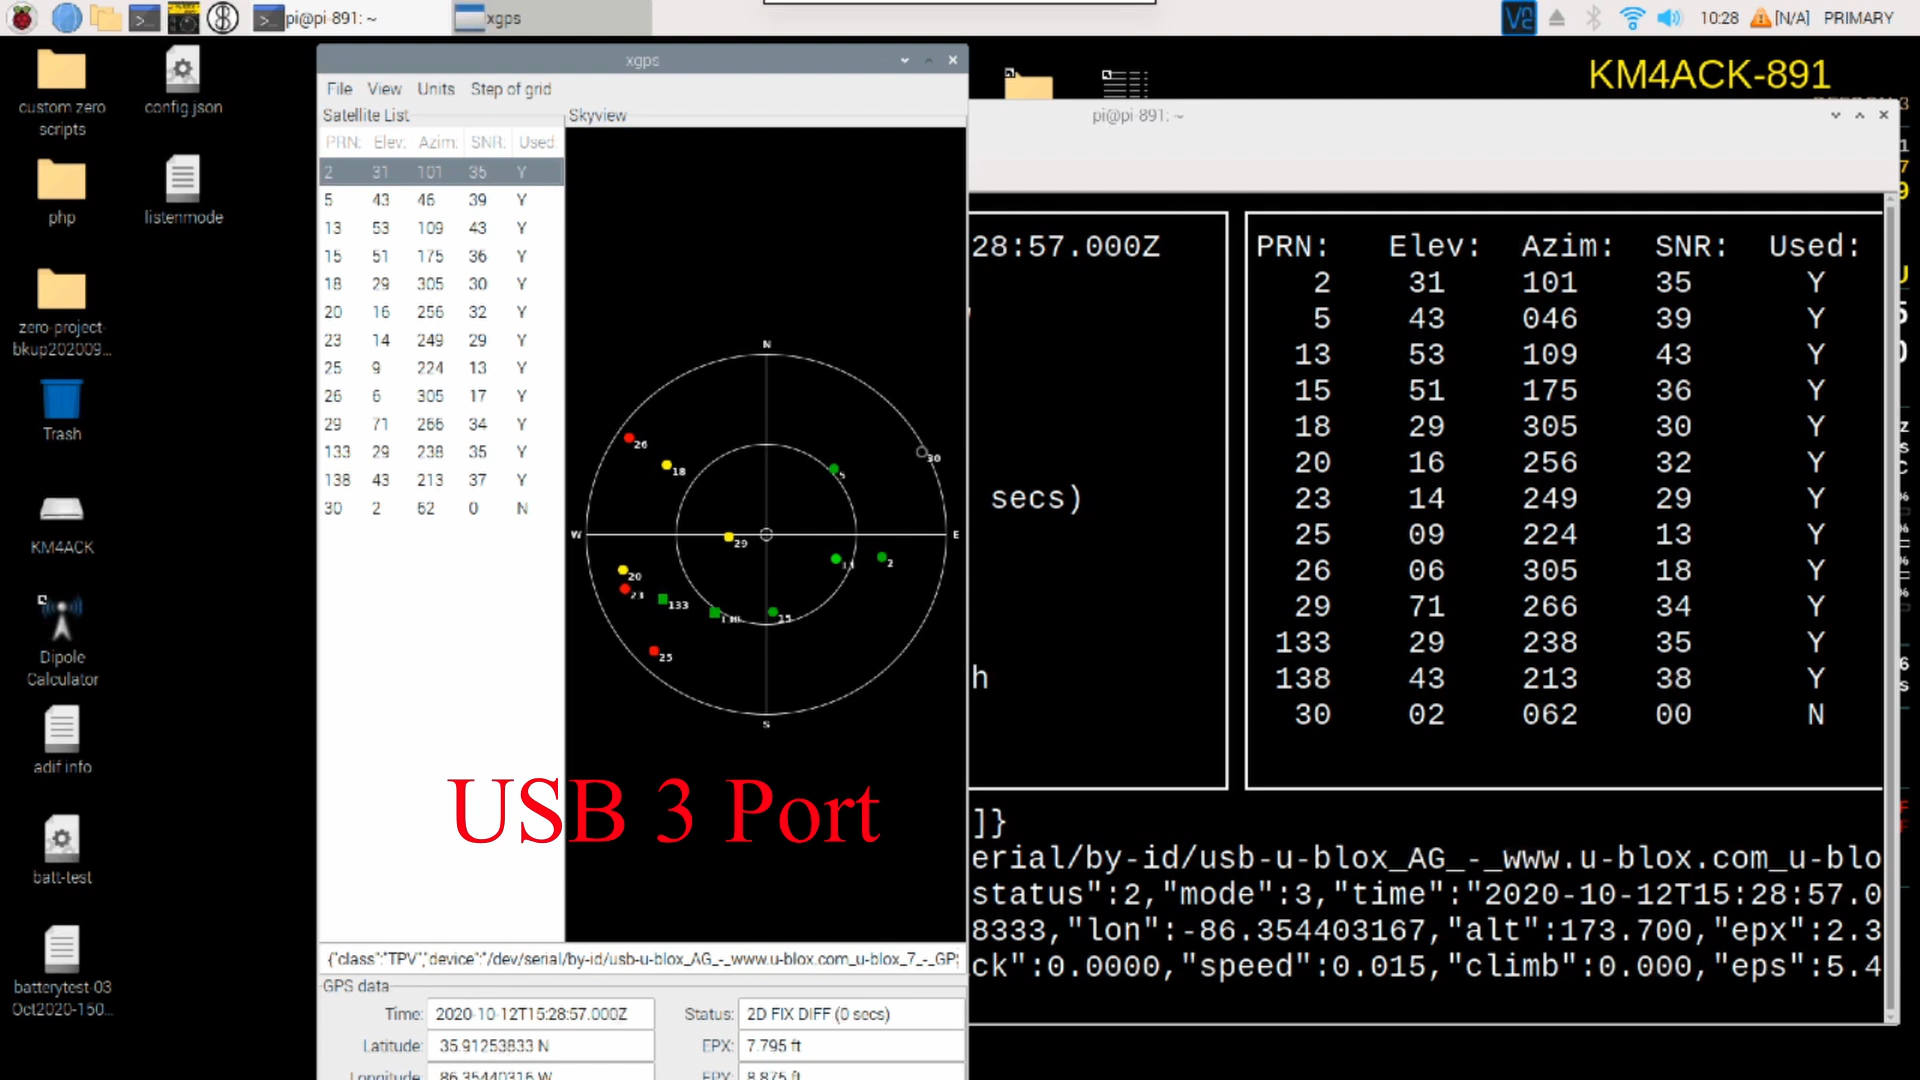 pi@pi-891: ~
xgps
10:28
[N/A] PRIMARY
KM4ACK-891
custom zero
scripts
config.json
php
listenmode
zero-project-
bkup202009...
Trash
KM4ACK
Dipole
Calculator
adif info
batt-test
batterytest-03
Oct2020-150...
xgps
File View Units Step of grid
Satellite List
Skyview
PRN: Elev: Azim: SNR: Used:
2 31 101 35 Y
5 43 46 39 Y
13 53 109 43 Y
15 51 175 36 Y
18 29 305 30 Y
20 16 256 32 Y
23 14 249 29 Y
25 9 224 13 Y
26 6 305 17 Y
29 71 266 34 Y
133 29 238 35 Y
138 43 213 37 Y
30 2 62 0 N
N
26
18
5
30
W
29
E
2
20
23
133
15
25
S
USB 3 Port
{"class":"TPV","device":"/dev/serial/by-id/usb-u-blox_AG_-_www.u-blox.com_u-blox_7_-_GPS
GPS data
Time: 2020-10-12T15:28:57.000Z
Status: 2D FIX DIFF (0 secs)
Latitude: 35.91253833 N
EPX: 7.795 ft
Longitude: 86.35440316 W
EPY: 8.875 ft
pi@pi-891: ~
28:57.000Z
secs)
h
PRN: Elev: Azim: SNR: Used:
2 31 101 35 Y
5 43 046 39 Y
13 53 109 43 Y
15 51 175 36 Y
18 29 305 30 Y
20 16 256 32 Y
23 14 249 29 Y
25 09 224 13 Y
26 06 305 18 Y
29 71 266 34 Y
133 29 238 35 Y
138 43 213 38 Y
30 02 062 00 N
]}
erial/by-id/usb-u-blox_AG_-_www.u-blox.com_u-blo
status":2,"mode":3,"time":"2020-10-12T15:28:57.0
8333,"lon":-86.354403167,"alt":173.700,"epx":2.3
ck":0.0000,"speed":0.015,"climb":0.000,"eps":5.4